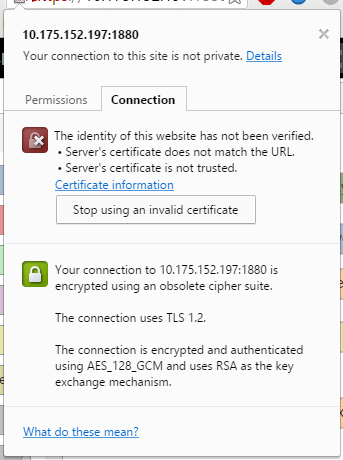 10.175.152.197:1880
Your connection to this site is not private. Details
Permissions
Connection
The identity of this website has not been verified.
• Server's certificate does not match the URL.
• Server's certificate is not trusted.
Certificate information
Stop using an invalid certificate
Your connection to 10.175.152.197:1880 is
encrypted using an obsolete cipher suite.
The connection uses TLS 1.2.
The connection is encrypted and authenticated
using AES_128_GCM and uses RSA as the key
exchange mechanism.
What do these mean?